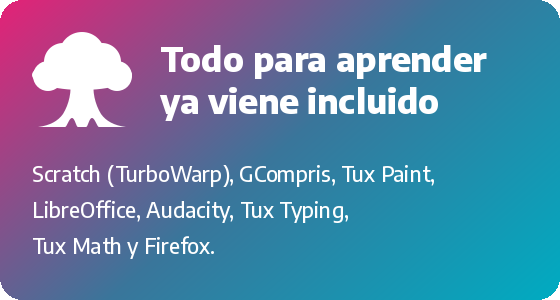 Todo para aprender
ya viene incluido
Scratch (TurboWarp), GCompris, Tux Paint,
LibreOffice, Audacity, Tux Typing,
Tux Math y Firefox.